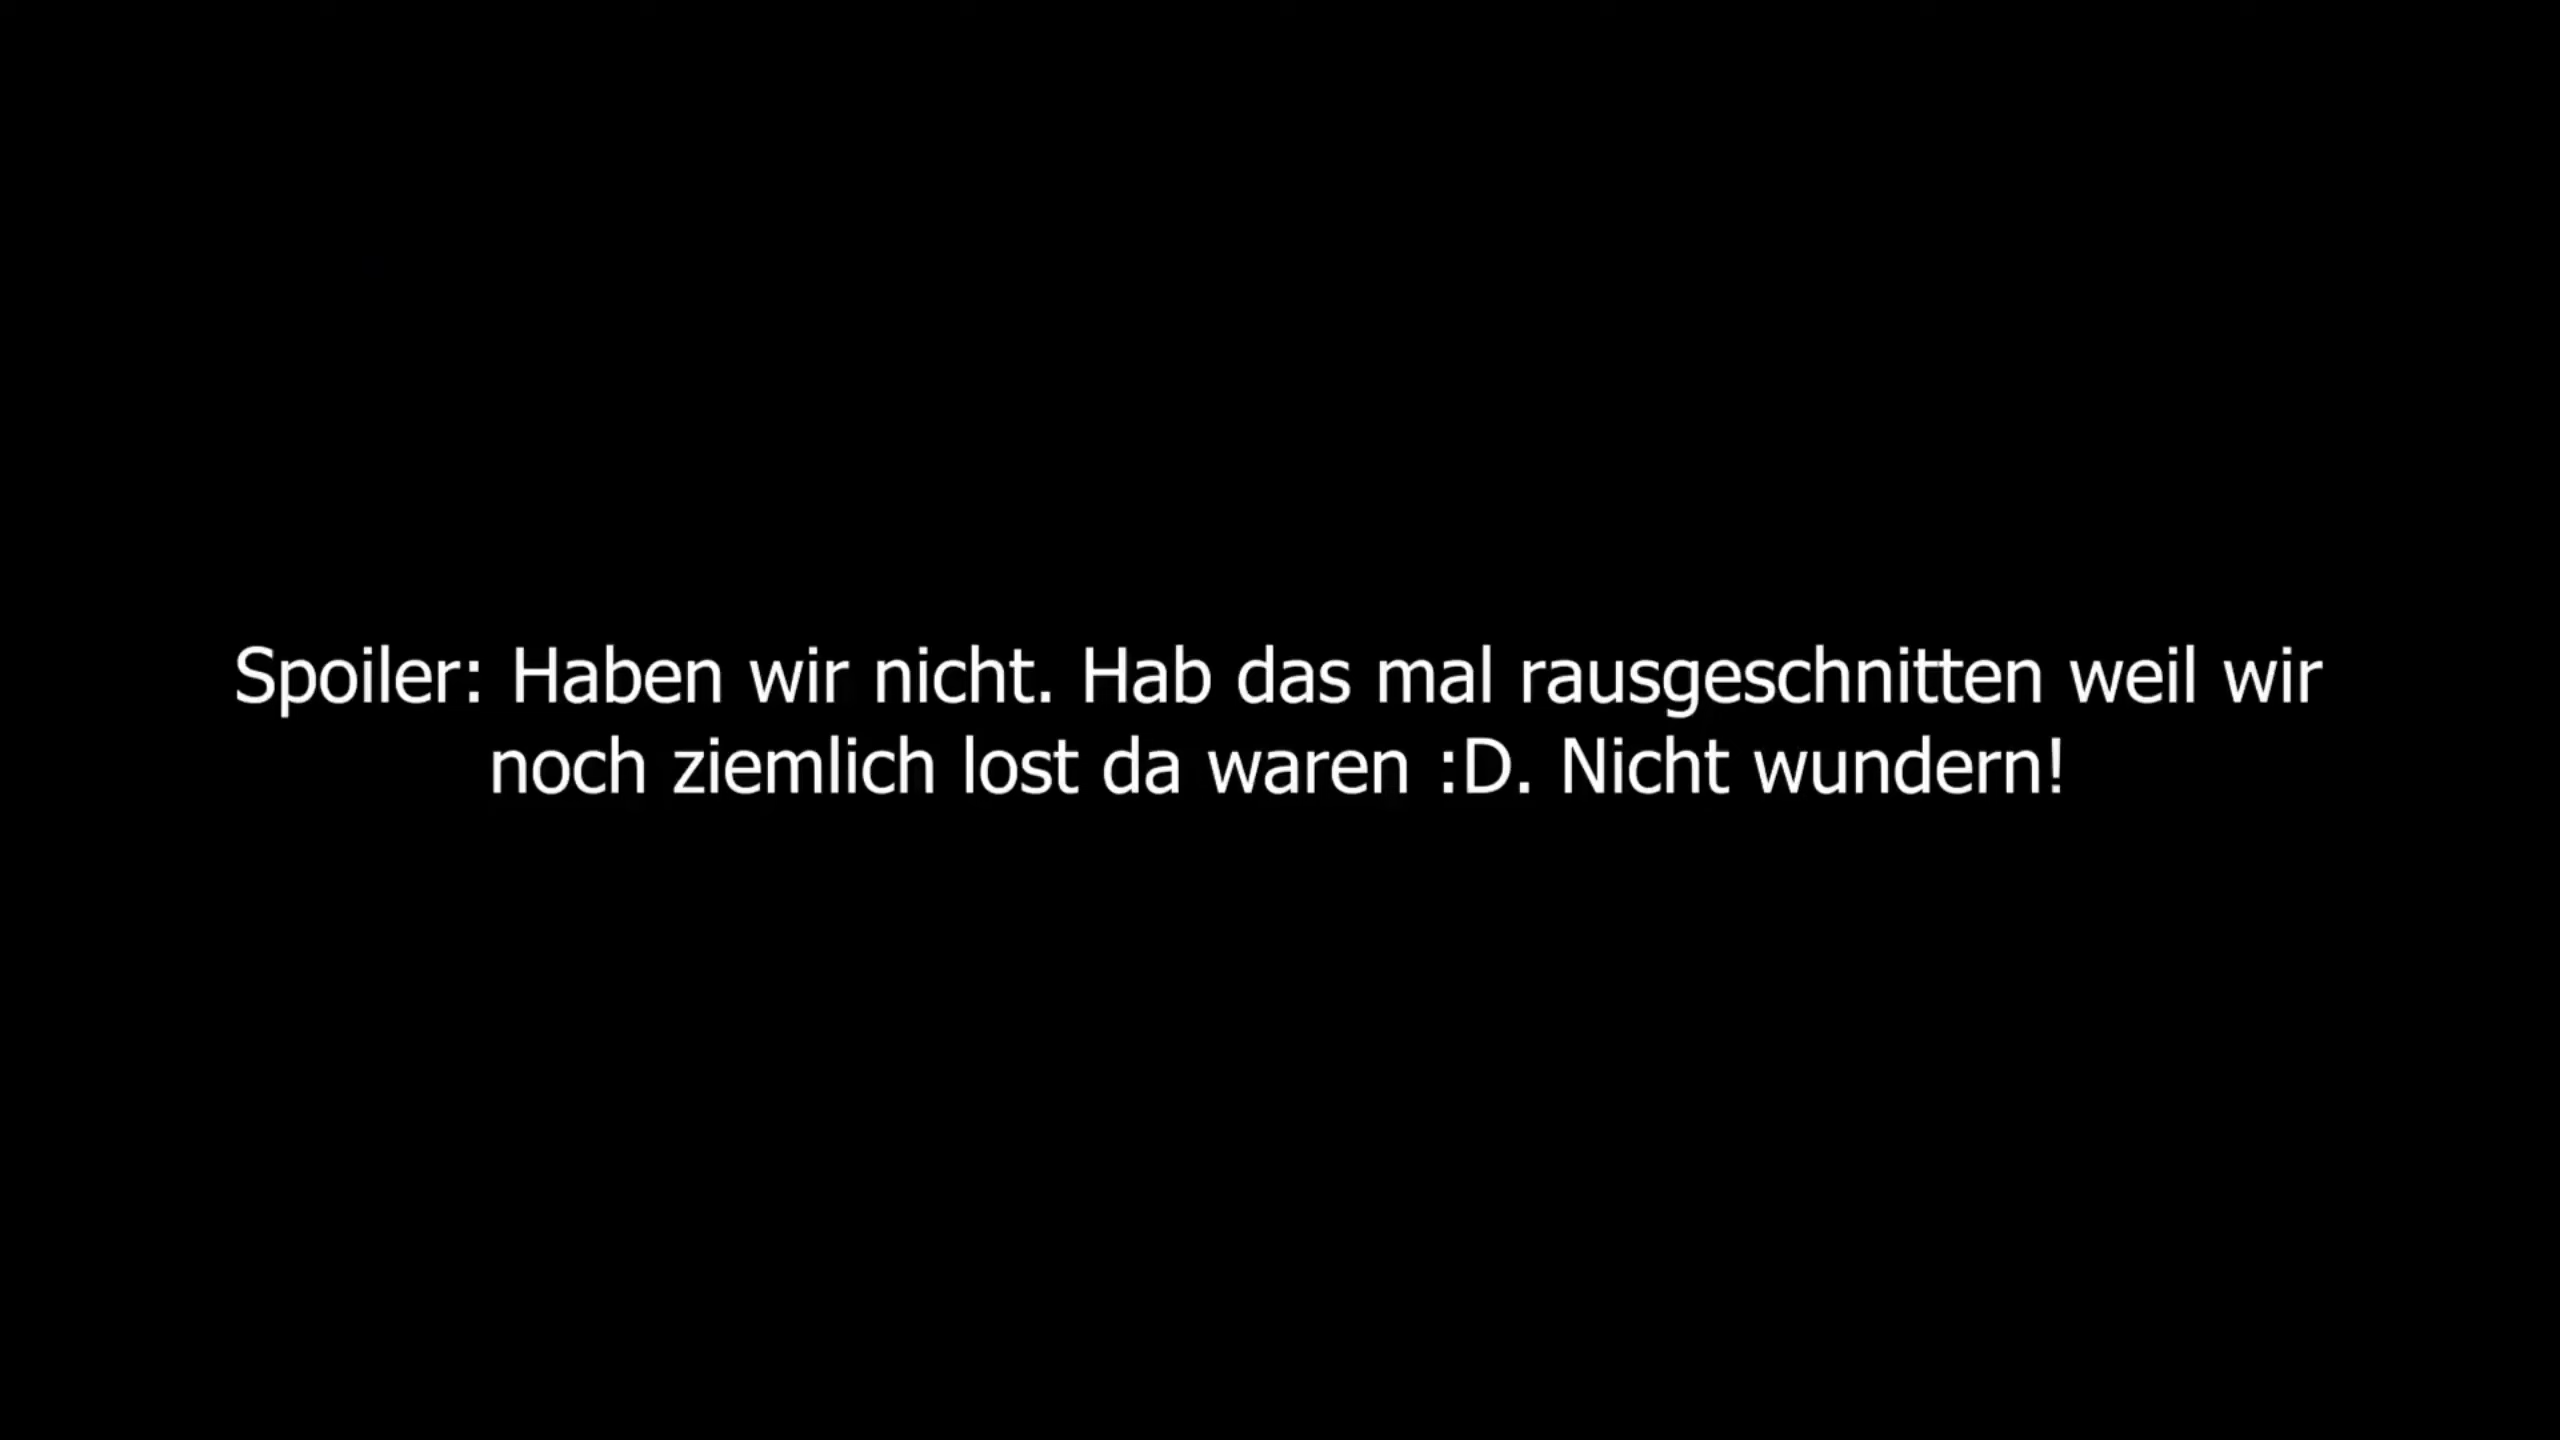 Spoiler: Haben wir nicht. Hab das mal rausgeschnitten weil wir
noch ziemlich lost da waren :D. Nicht wundern!